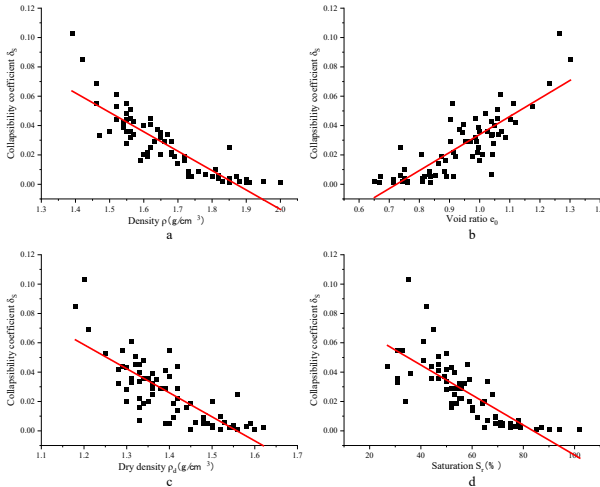 0.12
0.10
0.08
0.06
0.04
0.02
0.00
Collapsibility coefficient δS
1.3 1.4 1.5 1.6 1.7 1.8 1.9 2.0
Density ρ(g/cm³)
a
0.12
0.10
0.08
0.06
0.04
0.02
0.00
Collapsibility coefficient δS
0.6 0.7 0.8 0.9 1.0 1.1 1.2 1.3
Void ratio e0
b
0.12
0.10
0.08
0.06
0.04
0.02
0.00
Collapsibility coefficient δS
1.1 1.2 1.3 1.4 1.5 1.6 1.7
Dry density ρd(g/cm³)
c
0.12
0.10
0.08
0.06
0.04
0.02
0.00
Collapsibility coefficient δS
20 40 60 80 100
Saturation Sr(%)
d